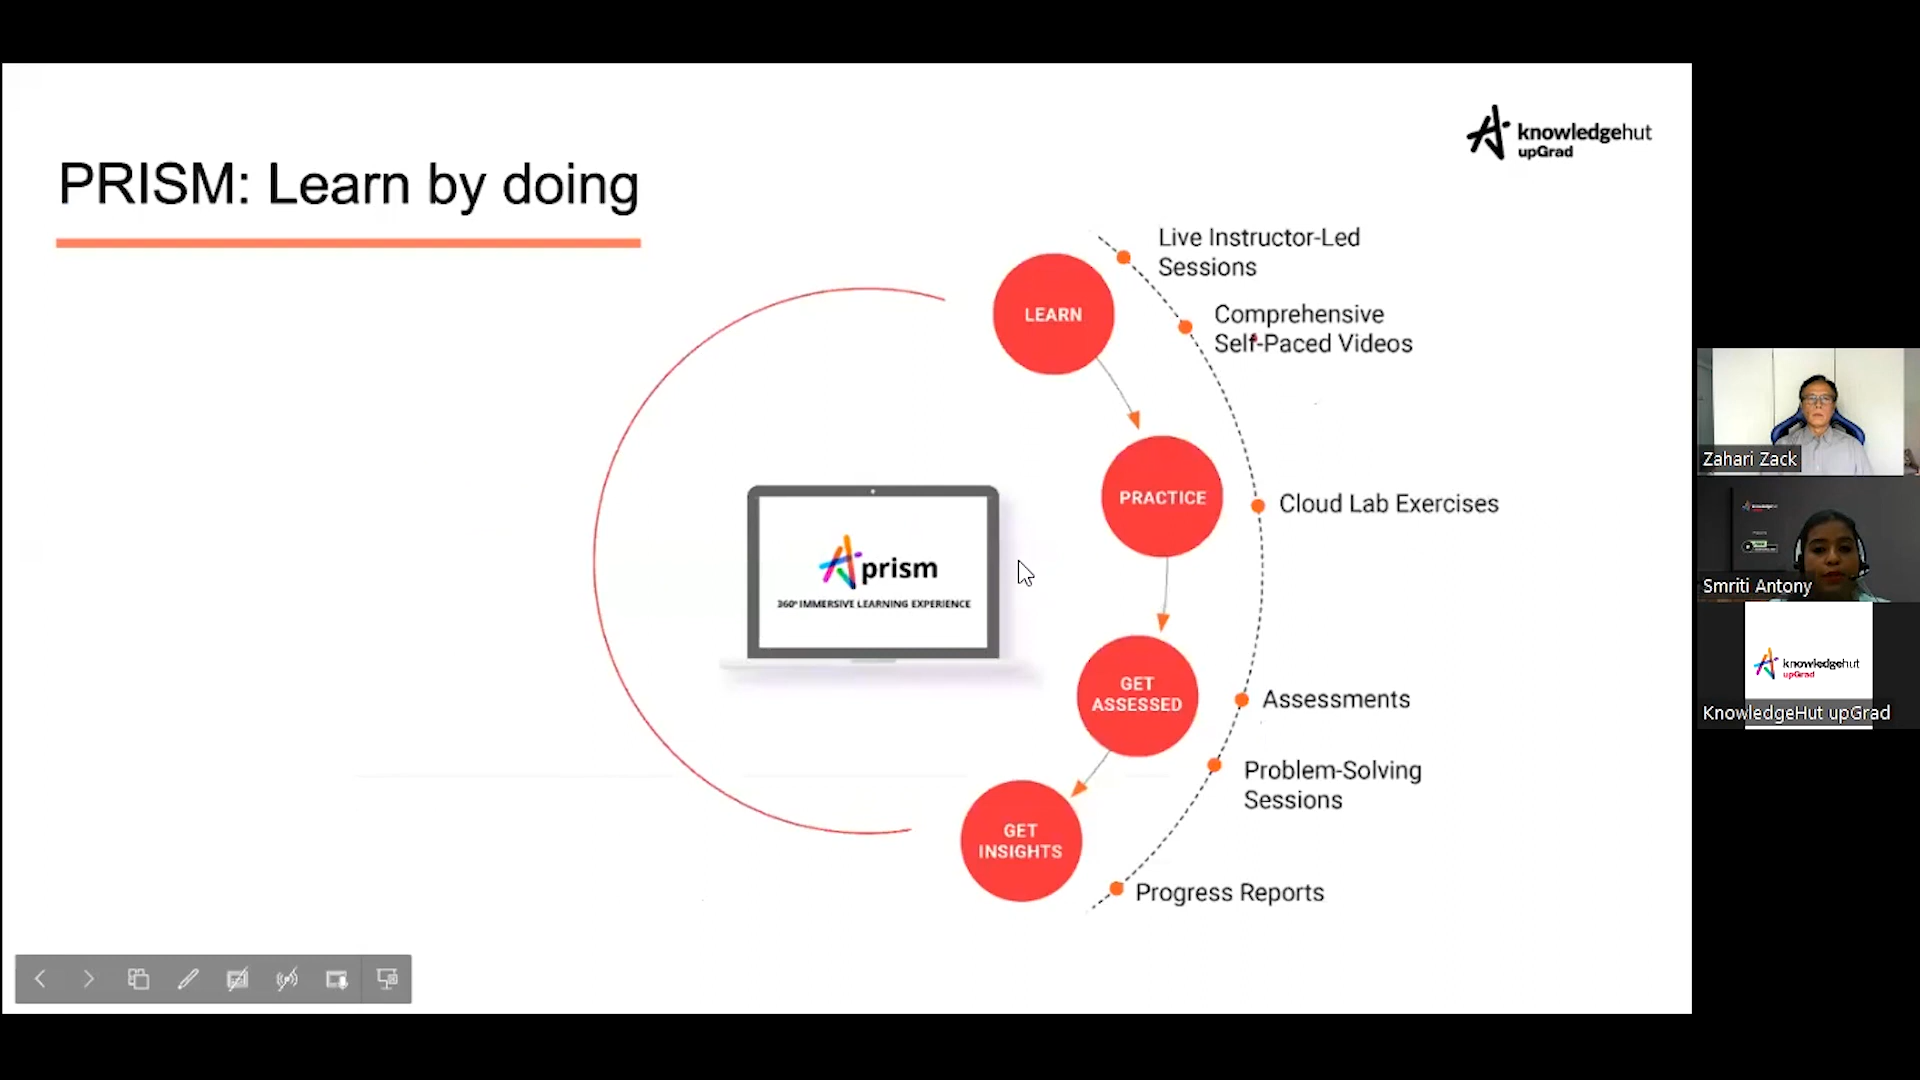 knowledgehut
upGrad
PRISM: Learn by doing
Live Instructor-Led
Sessions
LEARN
Comprehensive
Self-Paced Videos
PRACTICE
Cloud Lab Exercises
prism
360° IMMERSIVE LEARNING EXPERIENCE
GET
ASSESSED
Assessments
Problem-Solving
Sessions
GET
INSIGHTS
Progress Reports
Zahari Zack
Smriti Antony
knowledgehut
upGrad
KnowledgeHut upGrad